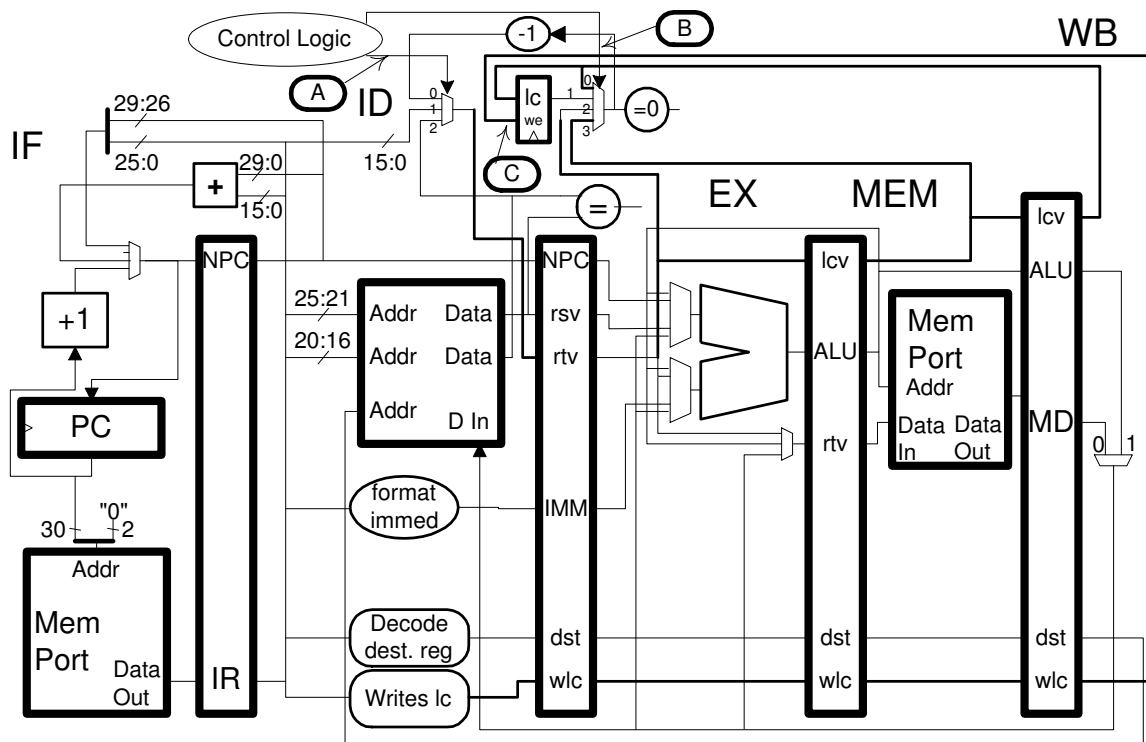 Control Logic
-1
B
WB
A
ID
0
1
2
lc
we
0
1
2
3
=0
29:26
IF
25:0
15:0
C
29:0
+
15:0
=
EX
MEM
lcv
NPC
NPC
lcv
ALU
25:21
Addr
Data
rsv
Mem
Port
+1
20:16
Addr
Data
rtv
ALU
Addr
PC
Addr
D In
rtv
Data
In
Data
Out
MD
0
1
format
immed
IMM
"0"
30
2
Addr
Mem
Port
Data
Out
IR
Decode
dest. reg
dst
dst
dst
Writes lc
wlc
wlc
wlc